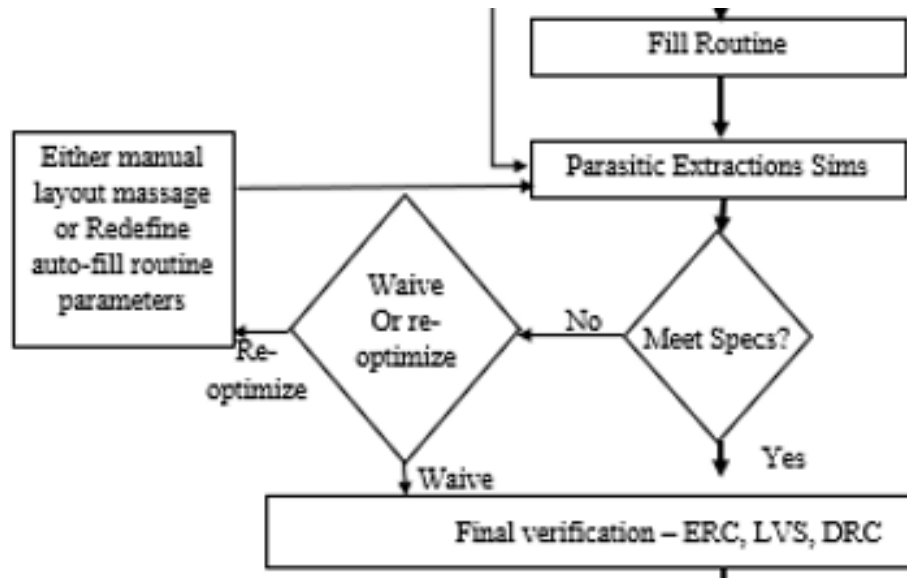 Fill Routine
Parasitic Extractions Sims
Either manual
layout massage
or Redefine
auto-fill routine
parameters
Waive
Or re-
optimize
No
Meet Specs?
Re-
optimize
Yes
Waive
Final verification – ERC, LVS, DRC